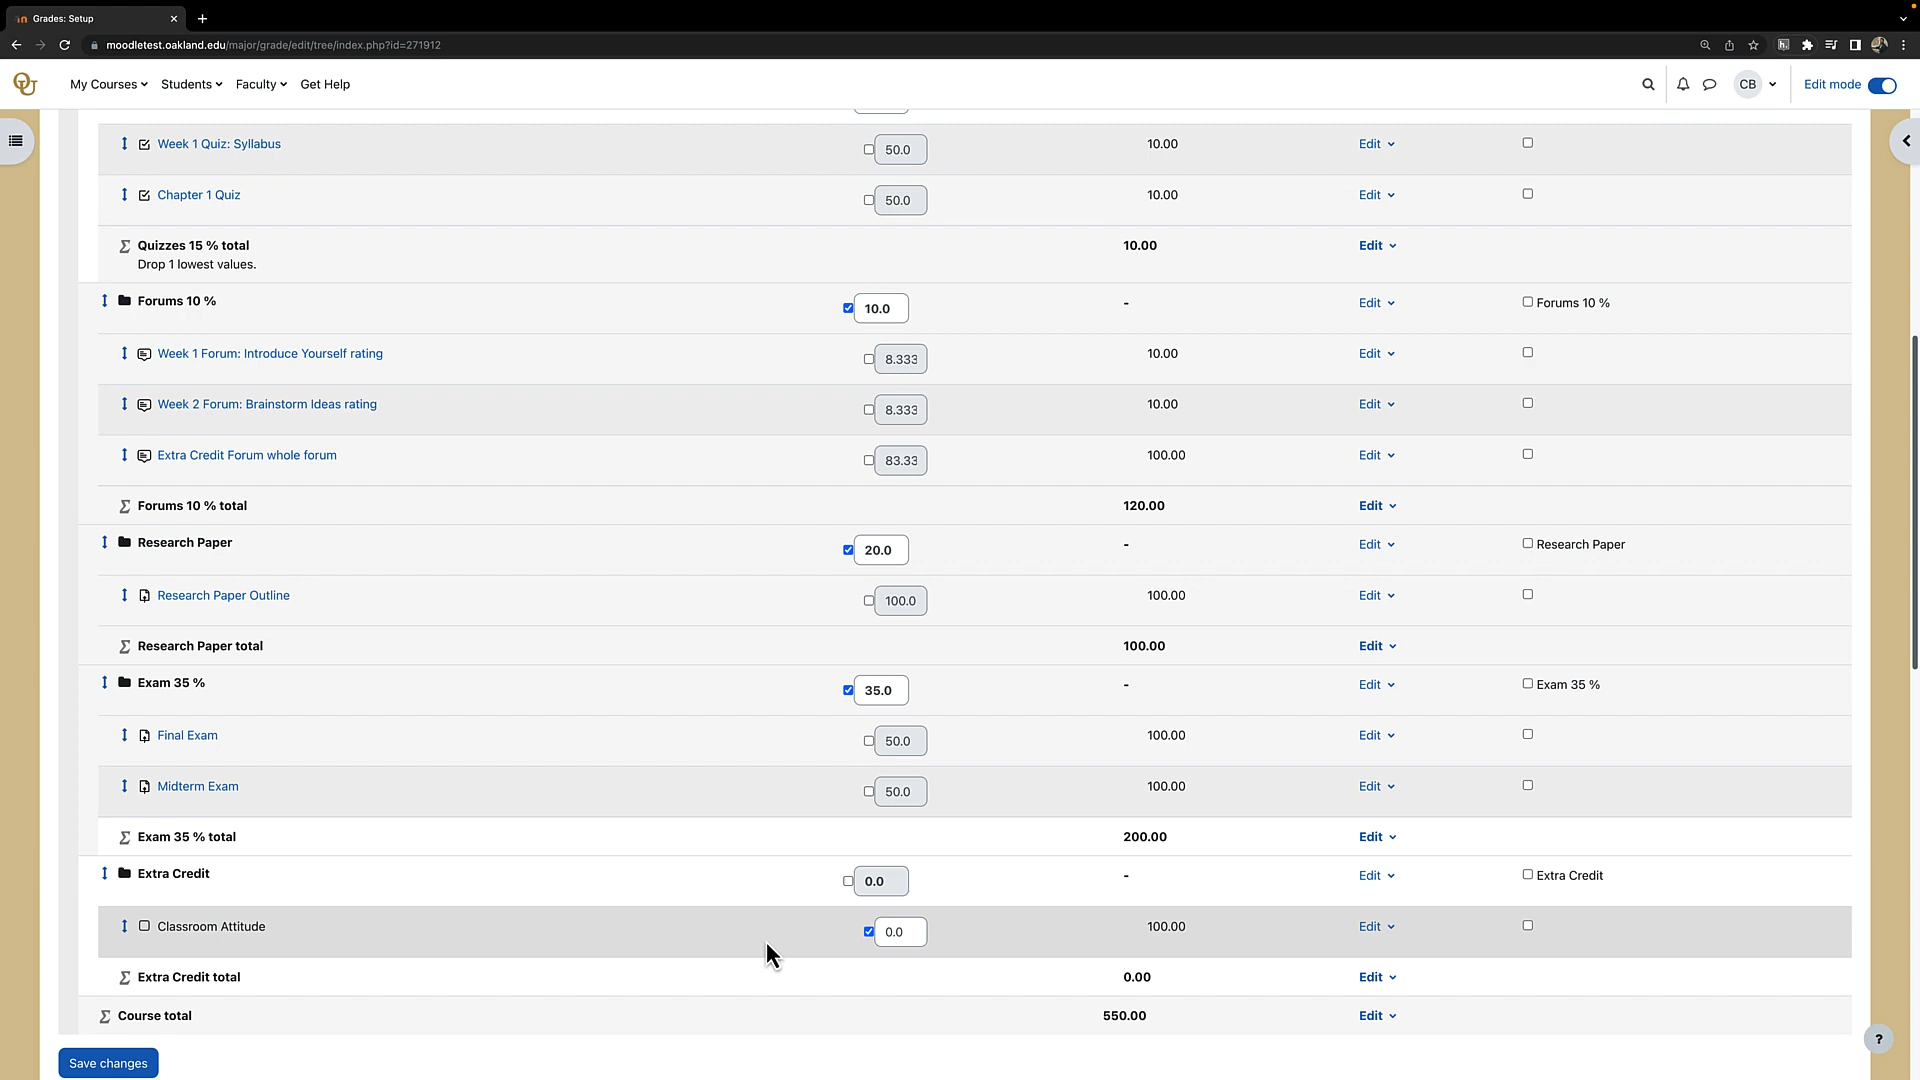 Grades: Setup
moodletest.oakland.edu/major/grade/edit/tree/index.php?id=271912
OU My Courses Students Faculty Get Help CB Edit mode
Week 1 Quiz: Syllabus 50.0 10.00 Edit
Chapter 1 Quiz 50.0 10.00 Edit
Quizzes 15 % total 10.00 Edit
Drop 1 lowest values.
Forums 10 % 10.0 - Edit Forums 10 %
Week 1 Forum: Introduce Yourself rating 8.333 10.00 Edit
Week 2 Forum: Brainstorm Ideas rating 8.333 10.00 Edit
Extra Credit Forum whole forum 83.33 100.00 Edit
Σ Forums 10 % total 120.00 Edit
Research Paper 20.0 - Edit Research Paper
Research Paper Outline 100.0 100.00 Edit
Σ Research Paper total 100.00 Edit
Exam 35 % 35.0 - Edit Exam 35 %
Final Exam 50.0 100.00 Edit
Midterm Exam 50.0 100.00 Edit
Σ Exam 35 % total 200.00 Edit
Extra Credit 0.0 - Edit Extra Credit
Classroom Attitude 0.0 100.00 Edit
Σ Extra Credit total 0.00 Edit
Σ Course total 550.00 Edit
?
Save changes